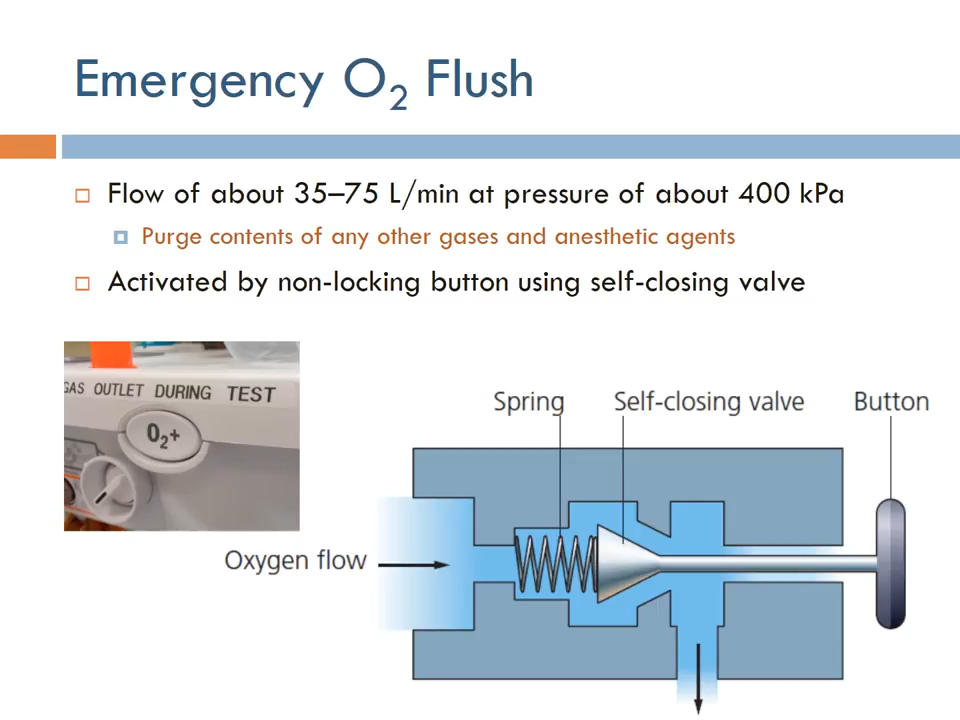 Emergency O₂ Flush
Flow of about 35–75 L/min at pressure of about 400 kPa
Purge contents of any other gases and anesthetic agents
Activated by non-locking button using self-closing valve
GAS OUTLET DURING TEST
O₂+
Spring
Self-closing valve
Button
Oxygen flow